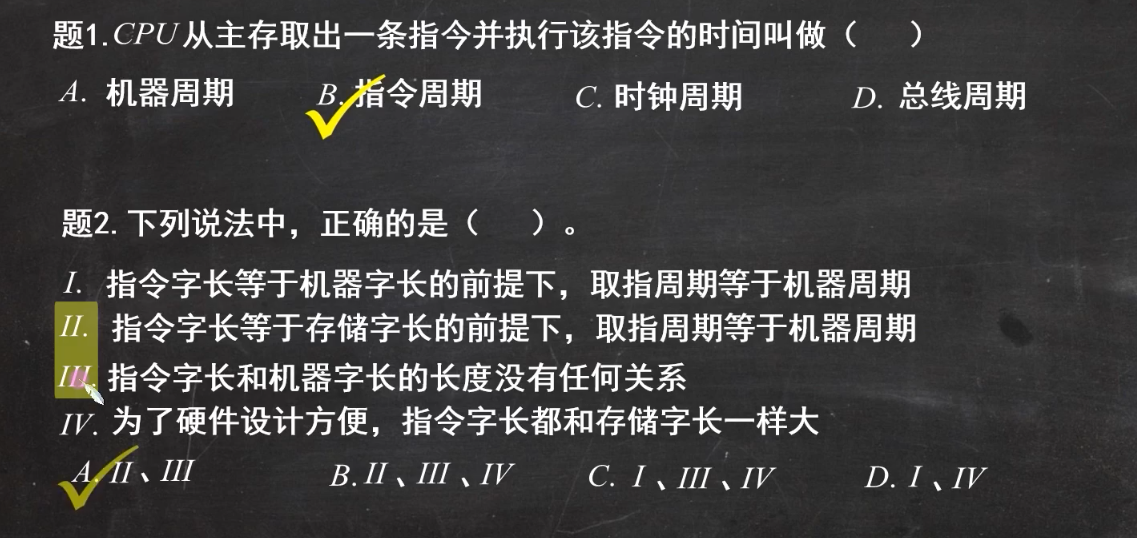 题1.CPU从主存取出一条指今并执行该指令的时间叫做（ ）
A. 机器周期 B. 指令周期 C. 时钟周期 D. 总线周期
题2.下列说法中，正确的是（ ）。
I. 指令字长等于机器字长的前提下，取指周期等于机器周期
II. 指令字长等于存储字长的前提下，取指周期等于机器周期
III. 指令字长和机器字长的长度没有任何关系
IV. 为了硬件设计方便，指令字长都和存储字长一样大
A. II、III B.II、III、IV C. I、III、IV D. I、IV